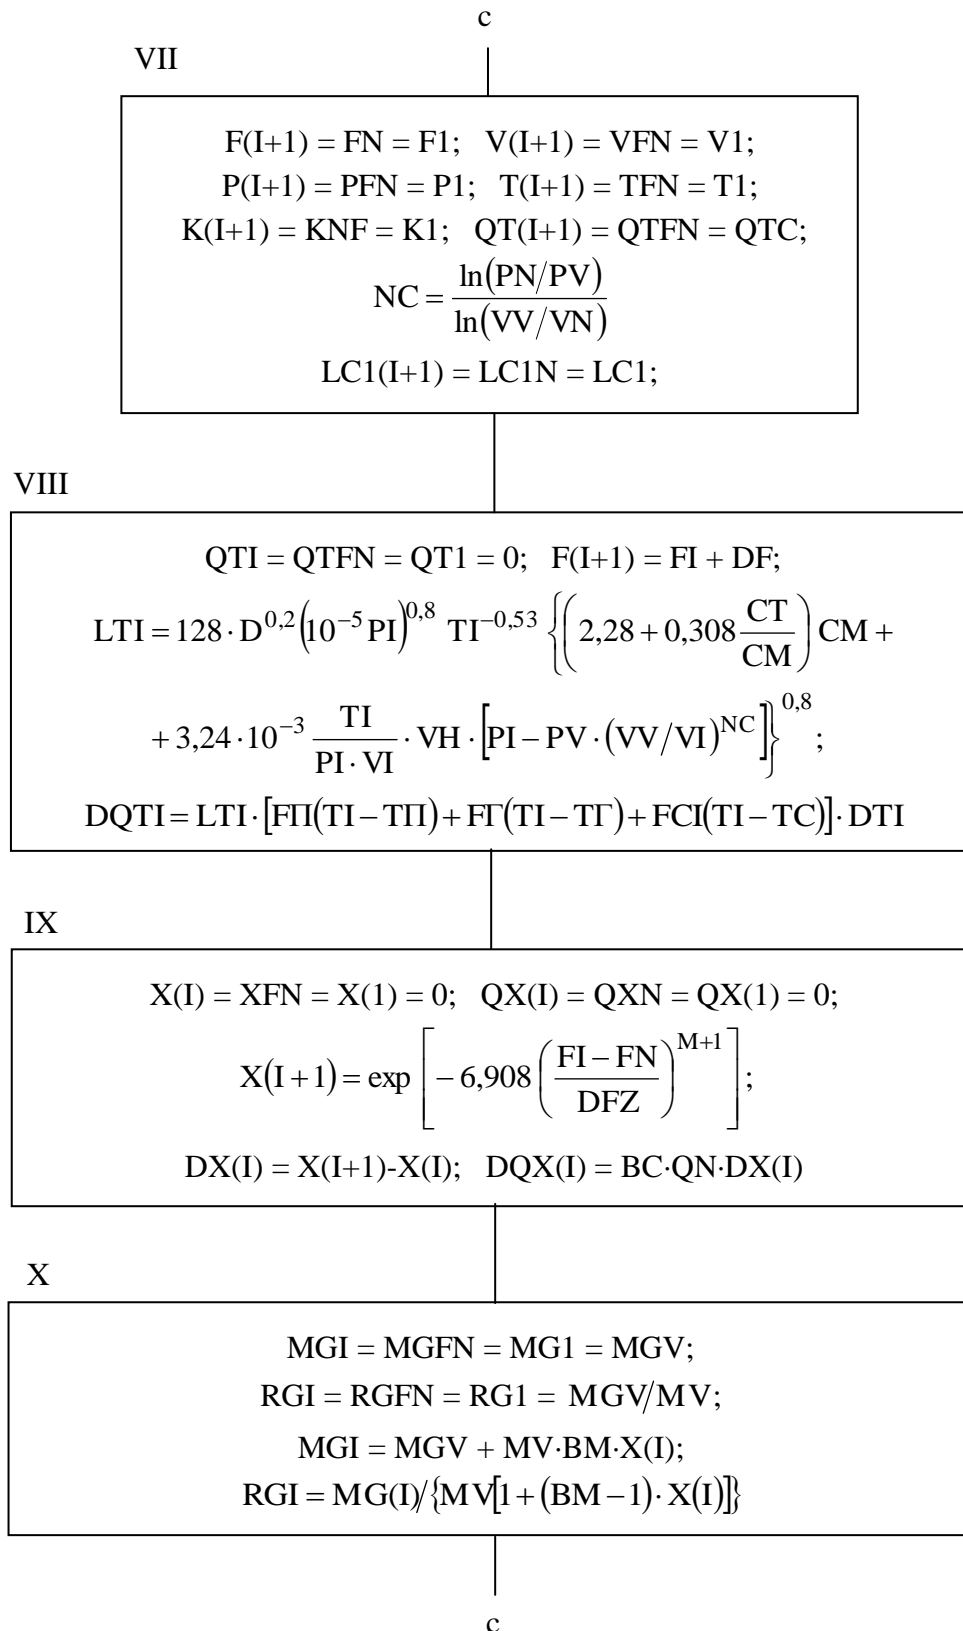 c
VII
F(I+1) = FN = F1; V(I+1) = VFN = V1;
P(I+1) = PFN = P1; T(I+1) = TFN = T1;
K(I+1) = KNF = K1; QT(I+1) = QTFN = QTC;
NC = ln(PN/PV) / ln(VV/VN)
LC1(I+1) = LC1N = LC1;
VIII
QTI = QTFN = QT1 = 0; F(I+1) = FI + DF;
LTI = 128 · D^0,2 (10^−5 PI)^0,8 TI^−0,53 {(2,28 + 0,308 CT/CM) CM +
+ 3,24 · 10^−3 TI/(PI · VI) · VH · [PI − PV · (VV/VI)^NC]}^0,8 ;
DQTI = LTI · [FП(TI − TП) + FГ(TI − TГ) + FCI(TI − TC)] · DTI
IX
X(I) = XFN = X(1) = 0; QX(I) = QXN = QX(1) = 0;
X(I + 1) = exp [− 6,908 ((FI − FN)/DFZ)^M+1] ;
DX(I) = X(I+1)-X(I); DQX(I) = BC·QN·DX(I)
X
MGI = MGFN = MG1 = MGV;
RGI = RGFN = RG1 = MGV/MV;
MGI = MGV + MV·BM·X(I);
RGI = MG(I)/{MV[1 + (BM − 1) · X(I)]}
c